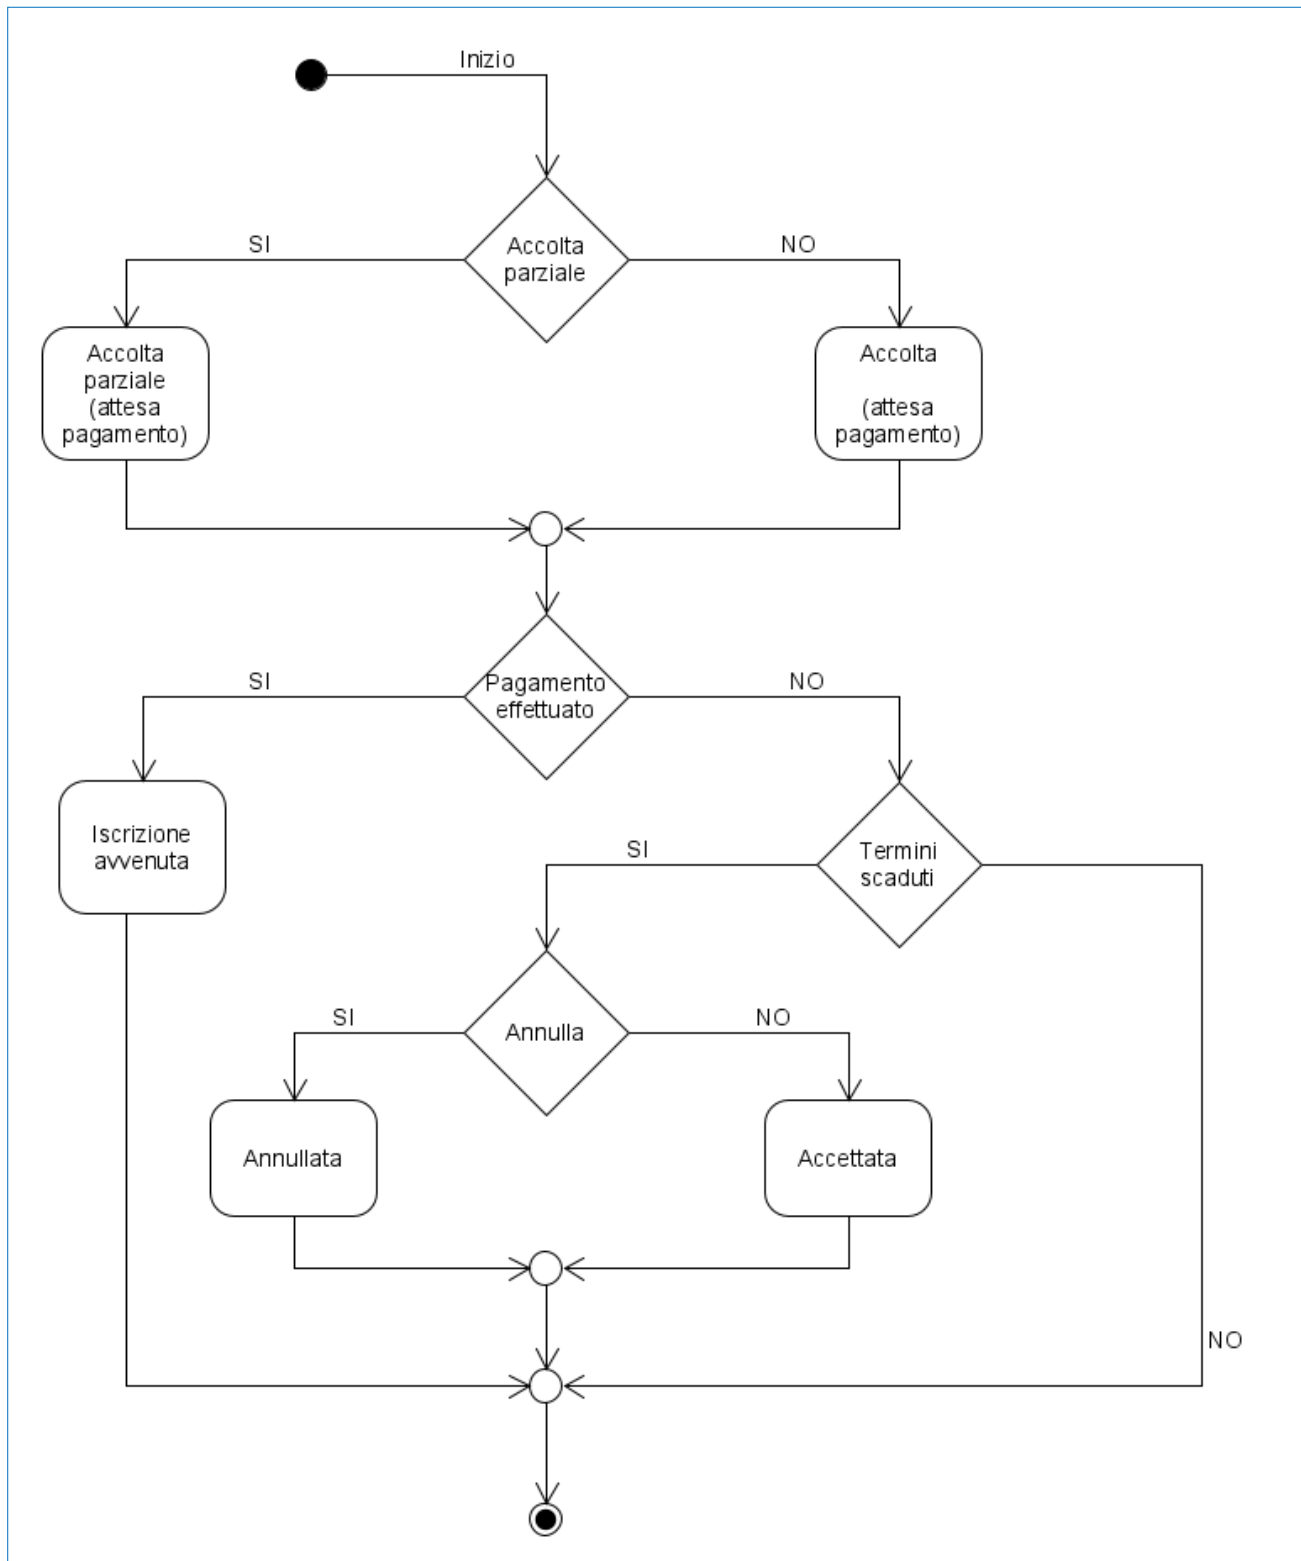 Inizio
Accolta
parziale
SI
NO
Accolta
parziale
(attesa
pagamento)
Accolta
(attesa
pagamento)
Pagamento
effettuato
SI
NO
Iscrizione
avvenuta
Termini
scaduti
SI
NO
Annulla
SI
NO
Annullata
Accettata